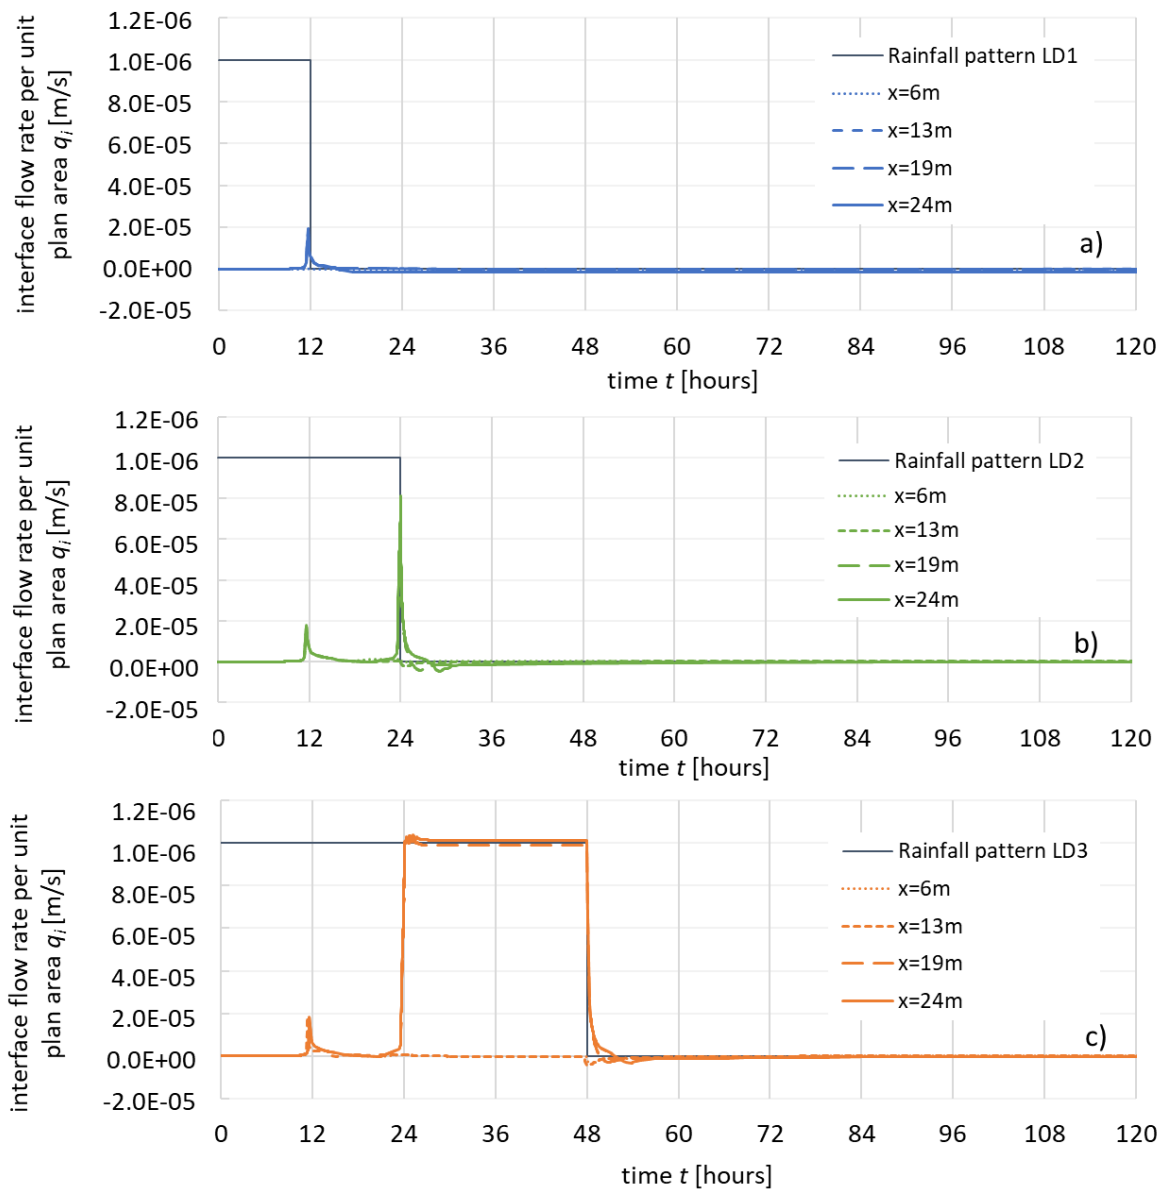 interface flow rate per unit
plan area qi [m/s]
1.2E-06
1.0E-06
8.0E-05
6.0E-05
4.0E-05
2.0E-05
0.0E+00
-2.0E-05
Rainfall pattern LD1
x=6m
x=13m
x=19m
x=24m
a)
0 12 24 36 48 60 72 84 96 108 120
time t [hours]
interface flow rate per unit
plan area qi [m/s]
1.2E-06
1.0E-06
8.0E-05
6.0E-05
4.0E-05
2.0E-05
0.0E+00
-2.0E-05
Rainfall pattern LD2
x=6m
x=13m
x=19m
x=24m
b)
0 12 24 36 48 60 72 84 96 108 120
time t [hours]
interface flow rate per unit
plan area qi [m/s]
1.2E-06
1.0E-06
8.0E-05
6.0E-05
4.0E-05
2.0E-05
0.0E+00
-2.0E-05
Rainfall pattern LD3
x=6m
x=13m
x=19m
x=24m
c)
0 12 24 36 48 60 72 84 96 108 120
time t [hours]